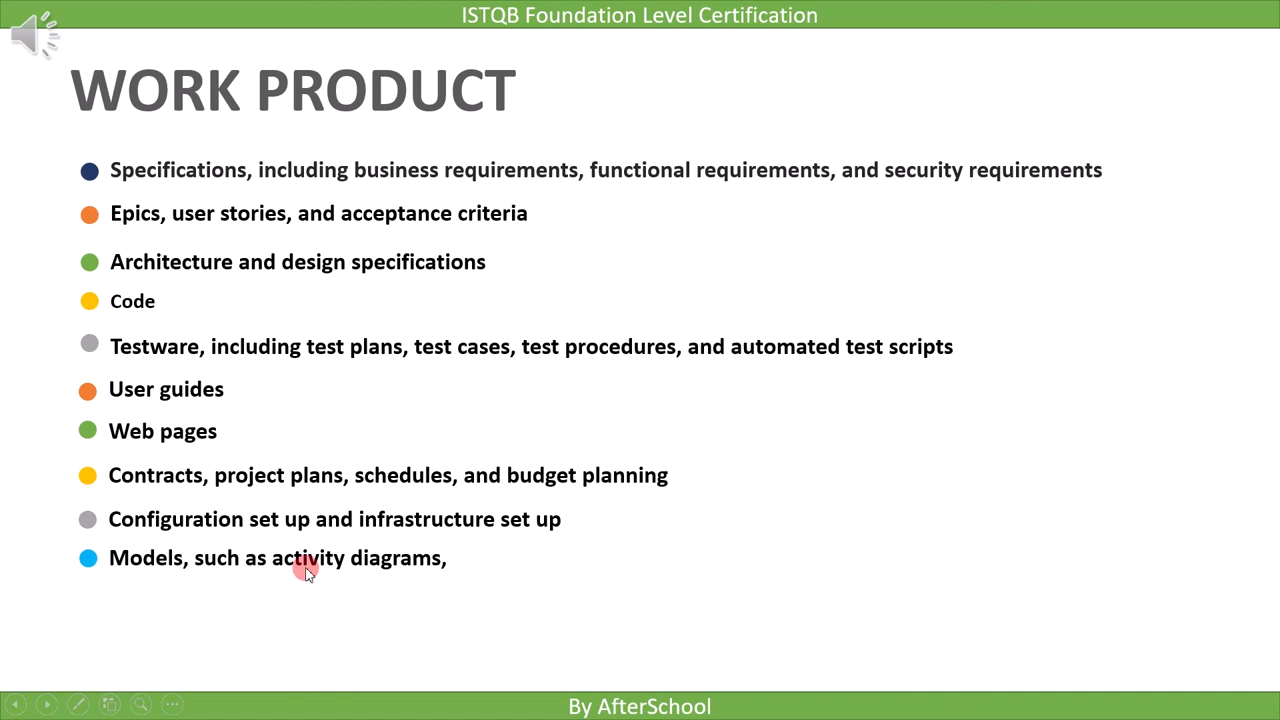 ISTQB Foundation Level Certification
WORK PRODUCT
Specifications, including business requirements, functional requirements, and security requirements
Epics, user stories, and acceptance criteria
Architecture and design specifications
Code
Testware, including test plans, test cases, test procedures, and automated test scripts
User guides
Web pages
Contracts, project plans, schedules, and budget planning
Configuration set up and infrastructure set up
Models, such as activity diagrams,
By AfterSchool